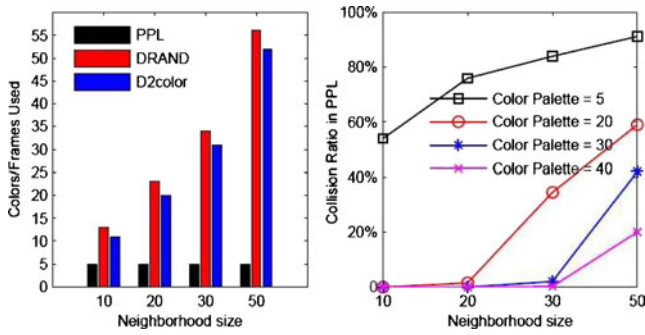 PPL
DRAND
D2color
55
50
45
40
35
30
25
20
15
10
5
0
10 20 30 50
Neighborhood size
Colors/Frames Used
100%
80%
60%
40%
20%
0%
10 20 30 50
Neighborhood size
Collision Ratio in PPL
Color Palette = 5
Color Palette = 20
Color Palette = 30
Color Palette = 40